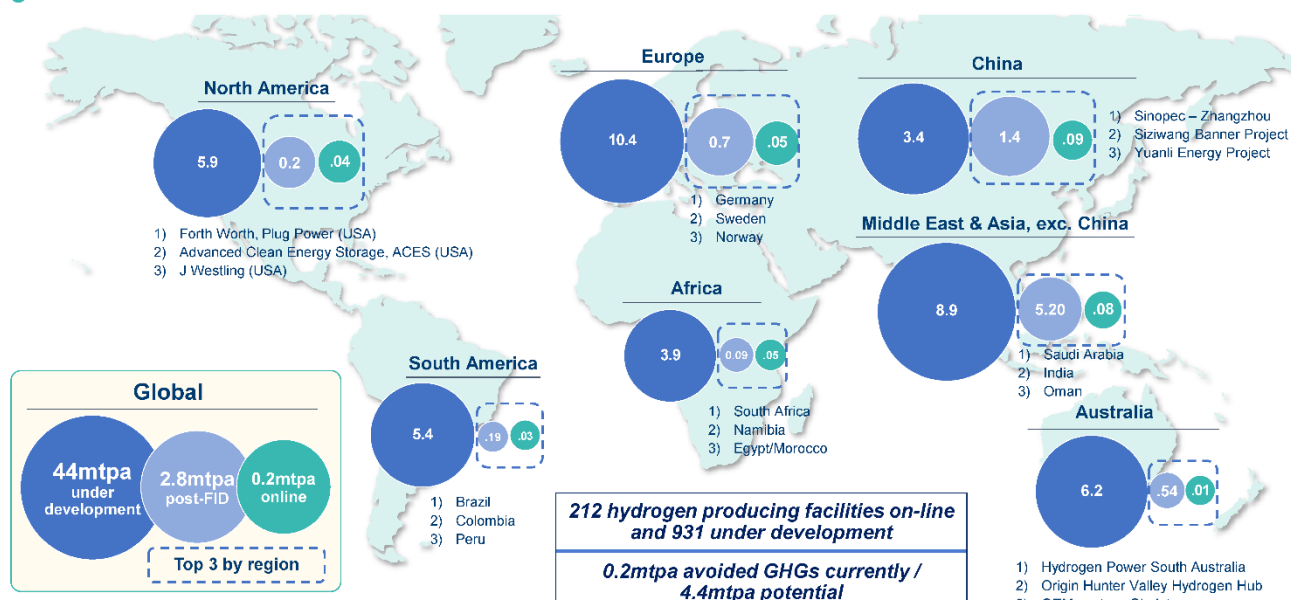 North America
5.9
0.2
.04
1) Forth Worth, Plug Power (USA)
2) Advanced Clean Energy Storage, ACES (USA)
3) J Westling (USA)
Europe
10.4
0.7
.05
1) Germany
2) Sweden
3) Norway
China
3.4
1.4
.09
1) Sinopec – Zhangzhou
2) Siziwang Banner Project
3) Yuanli Energy Project
Middle East & Asia, exc. China
8.9
5.20
.08
1) Saudi Arabia
2) India
3) Oman
Africa
3.9
0.09
.05
1) South Africa
2) Namibia
3) Egypt/Morocco
South America
5.4
.19
.03
1) Brazil
2) Colombia
3) Peru
Australia
6.2
.54
.01
1) Hydrogen Power South Australia
2) Origin Hunter Valley Hydrogen Hub
Global
44mtpa
under
development
2.8mtpa
post-FID
0.2mtpa
online
Top 3 by region
212 hydrogen producing facilities on-line
and 931 under development
0.2mtpa avoided GHGs currently /
4.4mtpa potential